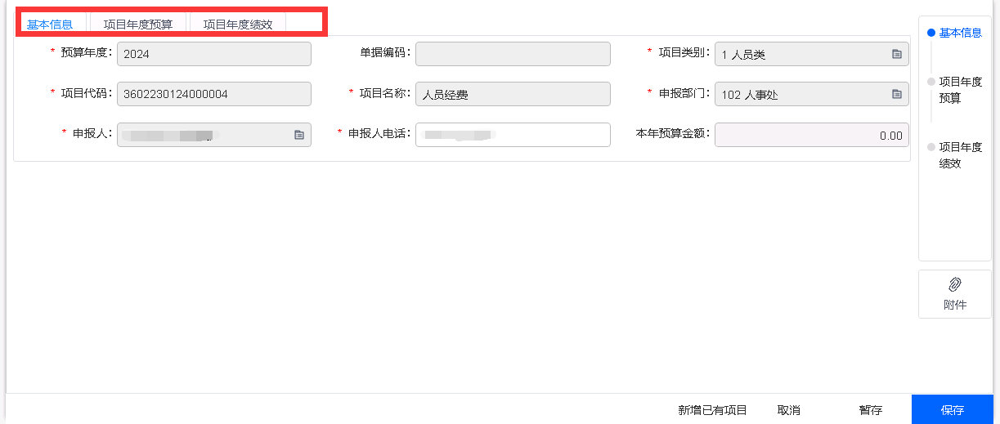 基本信息 项目年度预算 项目年度绩效
* 预算年度： 2024 单据编码： * 项目类别： 1 人员类
* 项目代码： 3602230124000004 * 项目名称： 人员经费 * 申报部门： 102 人事处
* 申报人： * 申报人电话： 本年预算金额： 0.00
基本信息
项目年度
预算
项目年度
绩效
附件
新增已有项目 取消 暂存 保存